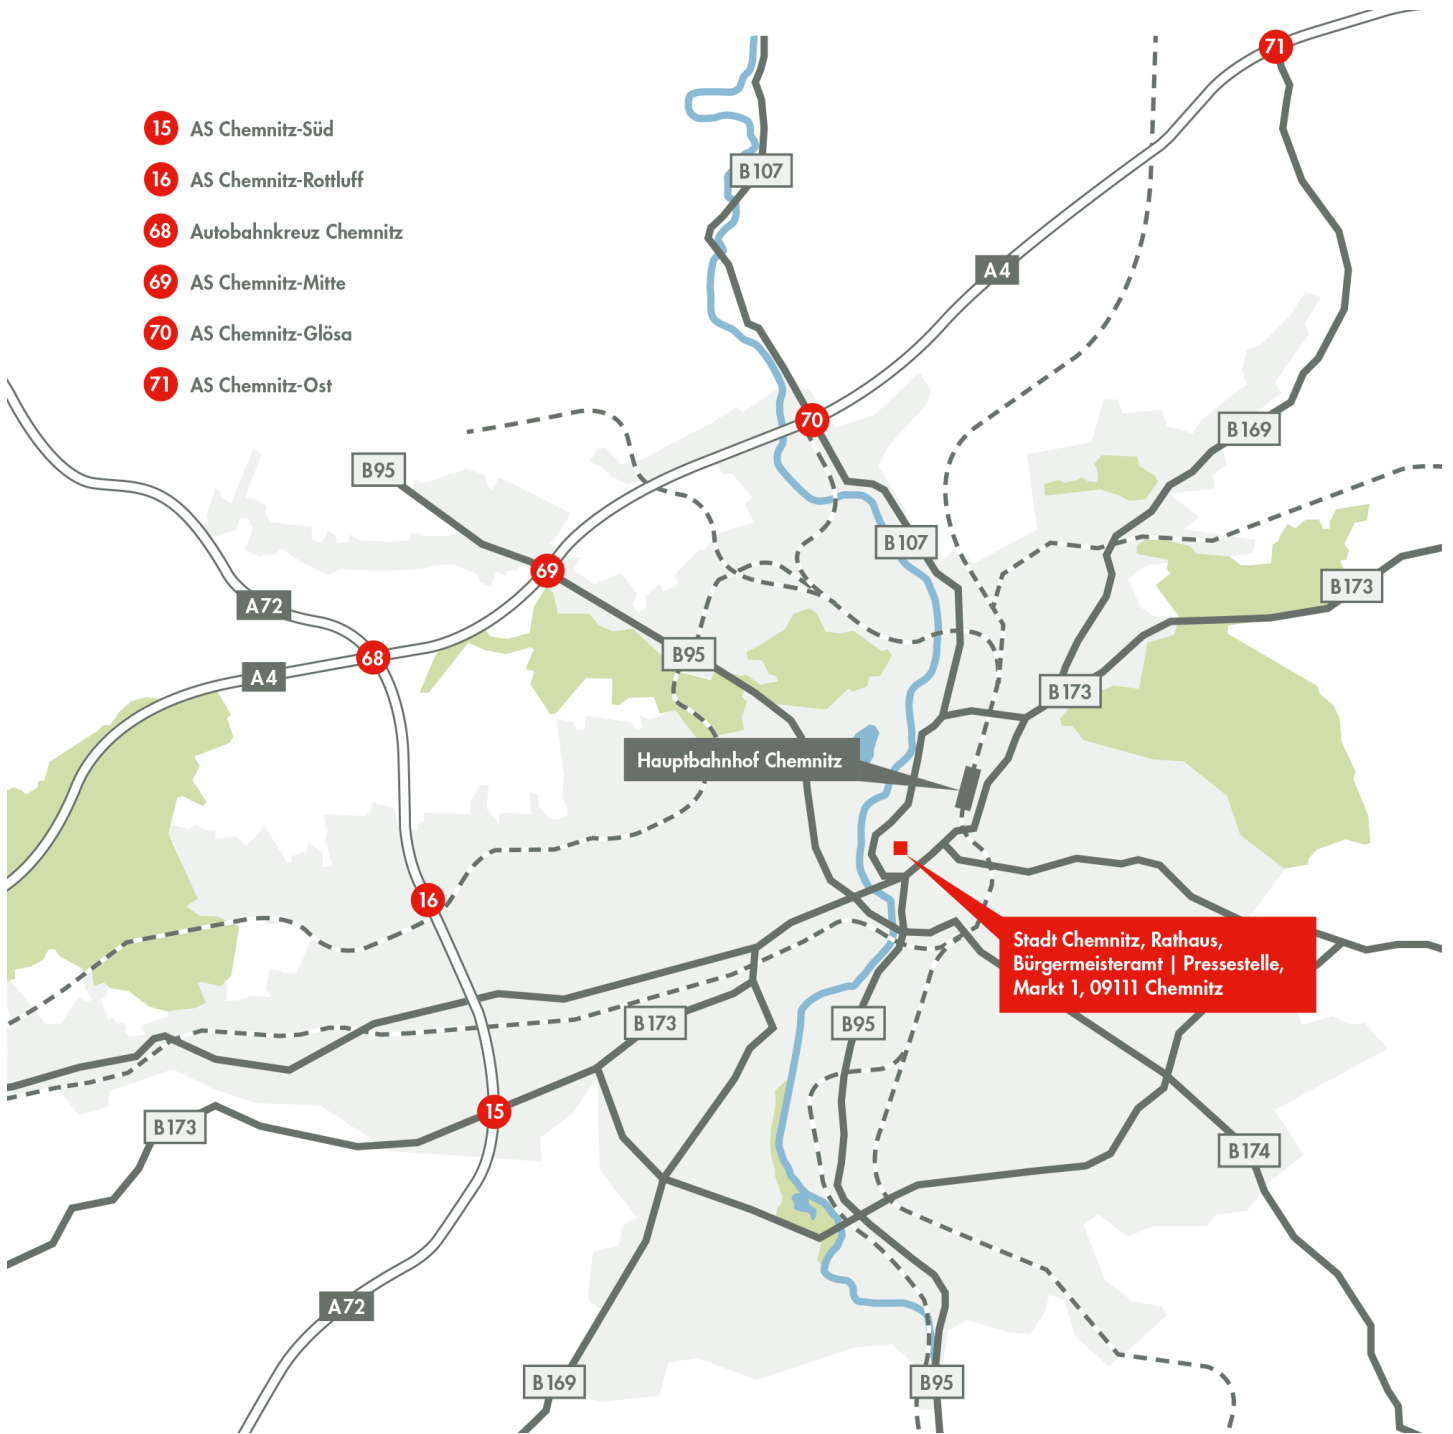 71
15 AS Chemnitz-Süd
16 AS Chemnitz-Rottluff
68 Autobahnkreuz Chemnitz
69 AS Chemnitz-Mitte
70 AS Chemnitz-Glösa
71 AS Chemnitz-Ost
B107
A4
70
B169
B95
B107
69
B173
A72
B95
68
A4
B173
Hauptbahnhof Chemnitz
16
Stadt Chemnitz, Rathaus,
Bürgermeisteramt | Pressestelle,
Markt 1, 09111 Chemnitz
B173
B95
15
B173
B174
A72
B169
B95